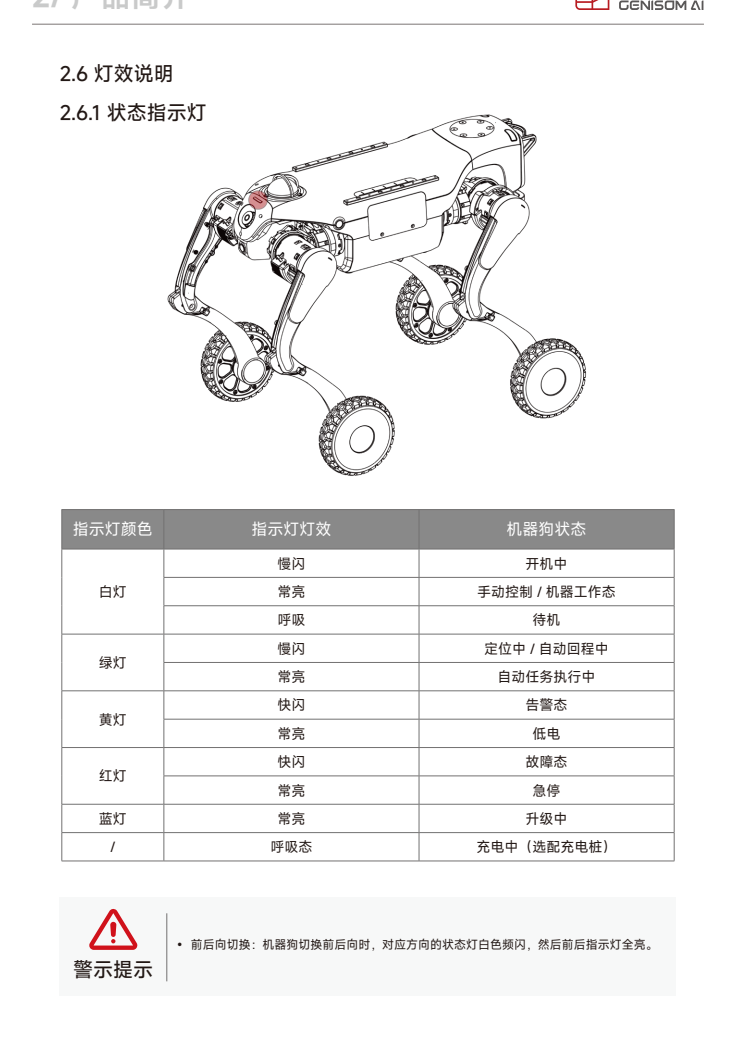 2/ 产品简介
GENISOM AI
2.6 灯效说明
2.6.1 状态指示灯
指示灯颜色 指示灯灯效 机器狗状态
白灯 慢闪 开机中
常亮 手动控制 / 机器工作态
呼吸 待机
绿灯 慢闪 定位中 / 自动回程中
常亮 自动任务执行中
黄灯 快闪 告警态
常亮 低电
红灯 快闪 故障态
常亮 急停
蓝灯 常亮 升级中
/ 呼吸态 充电中（选配充电桩）
警示提示
• 前后向切换：机器狗切换前后向时，对应方向的状态灯白色频闪，然后前后指示灯全亮。